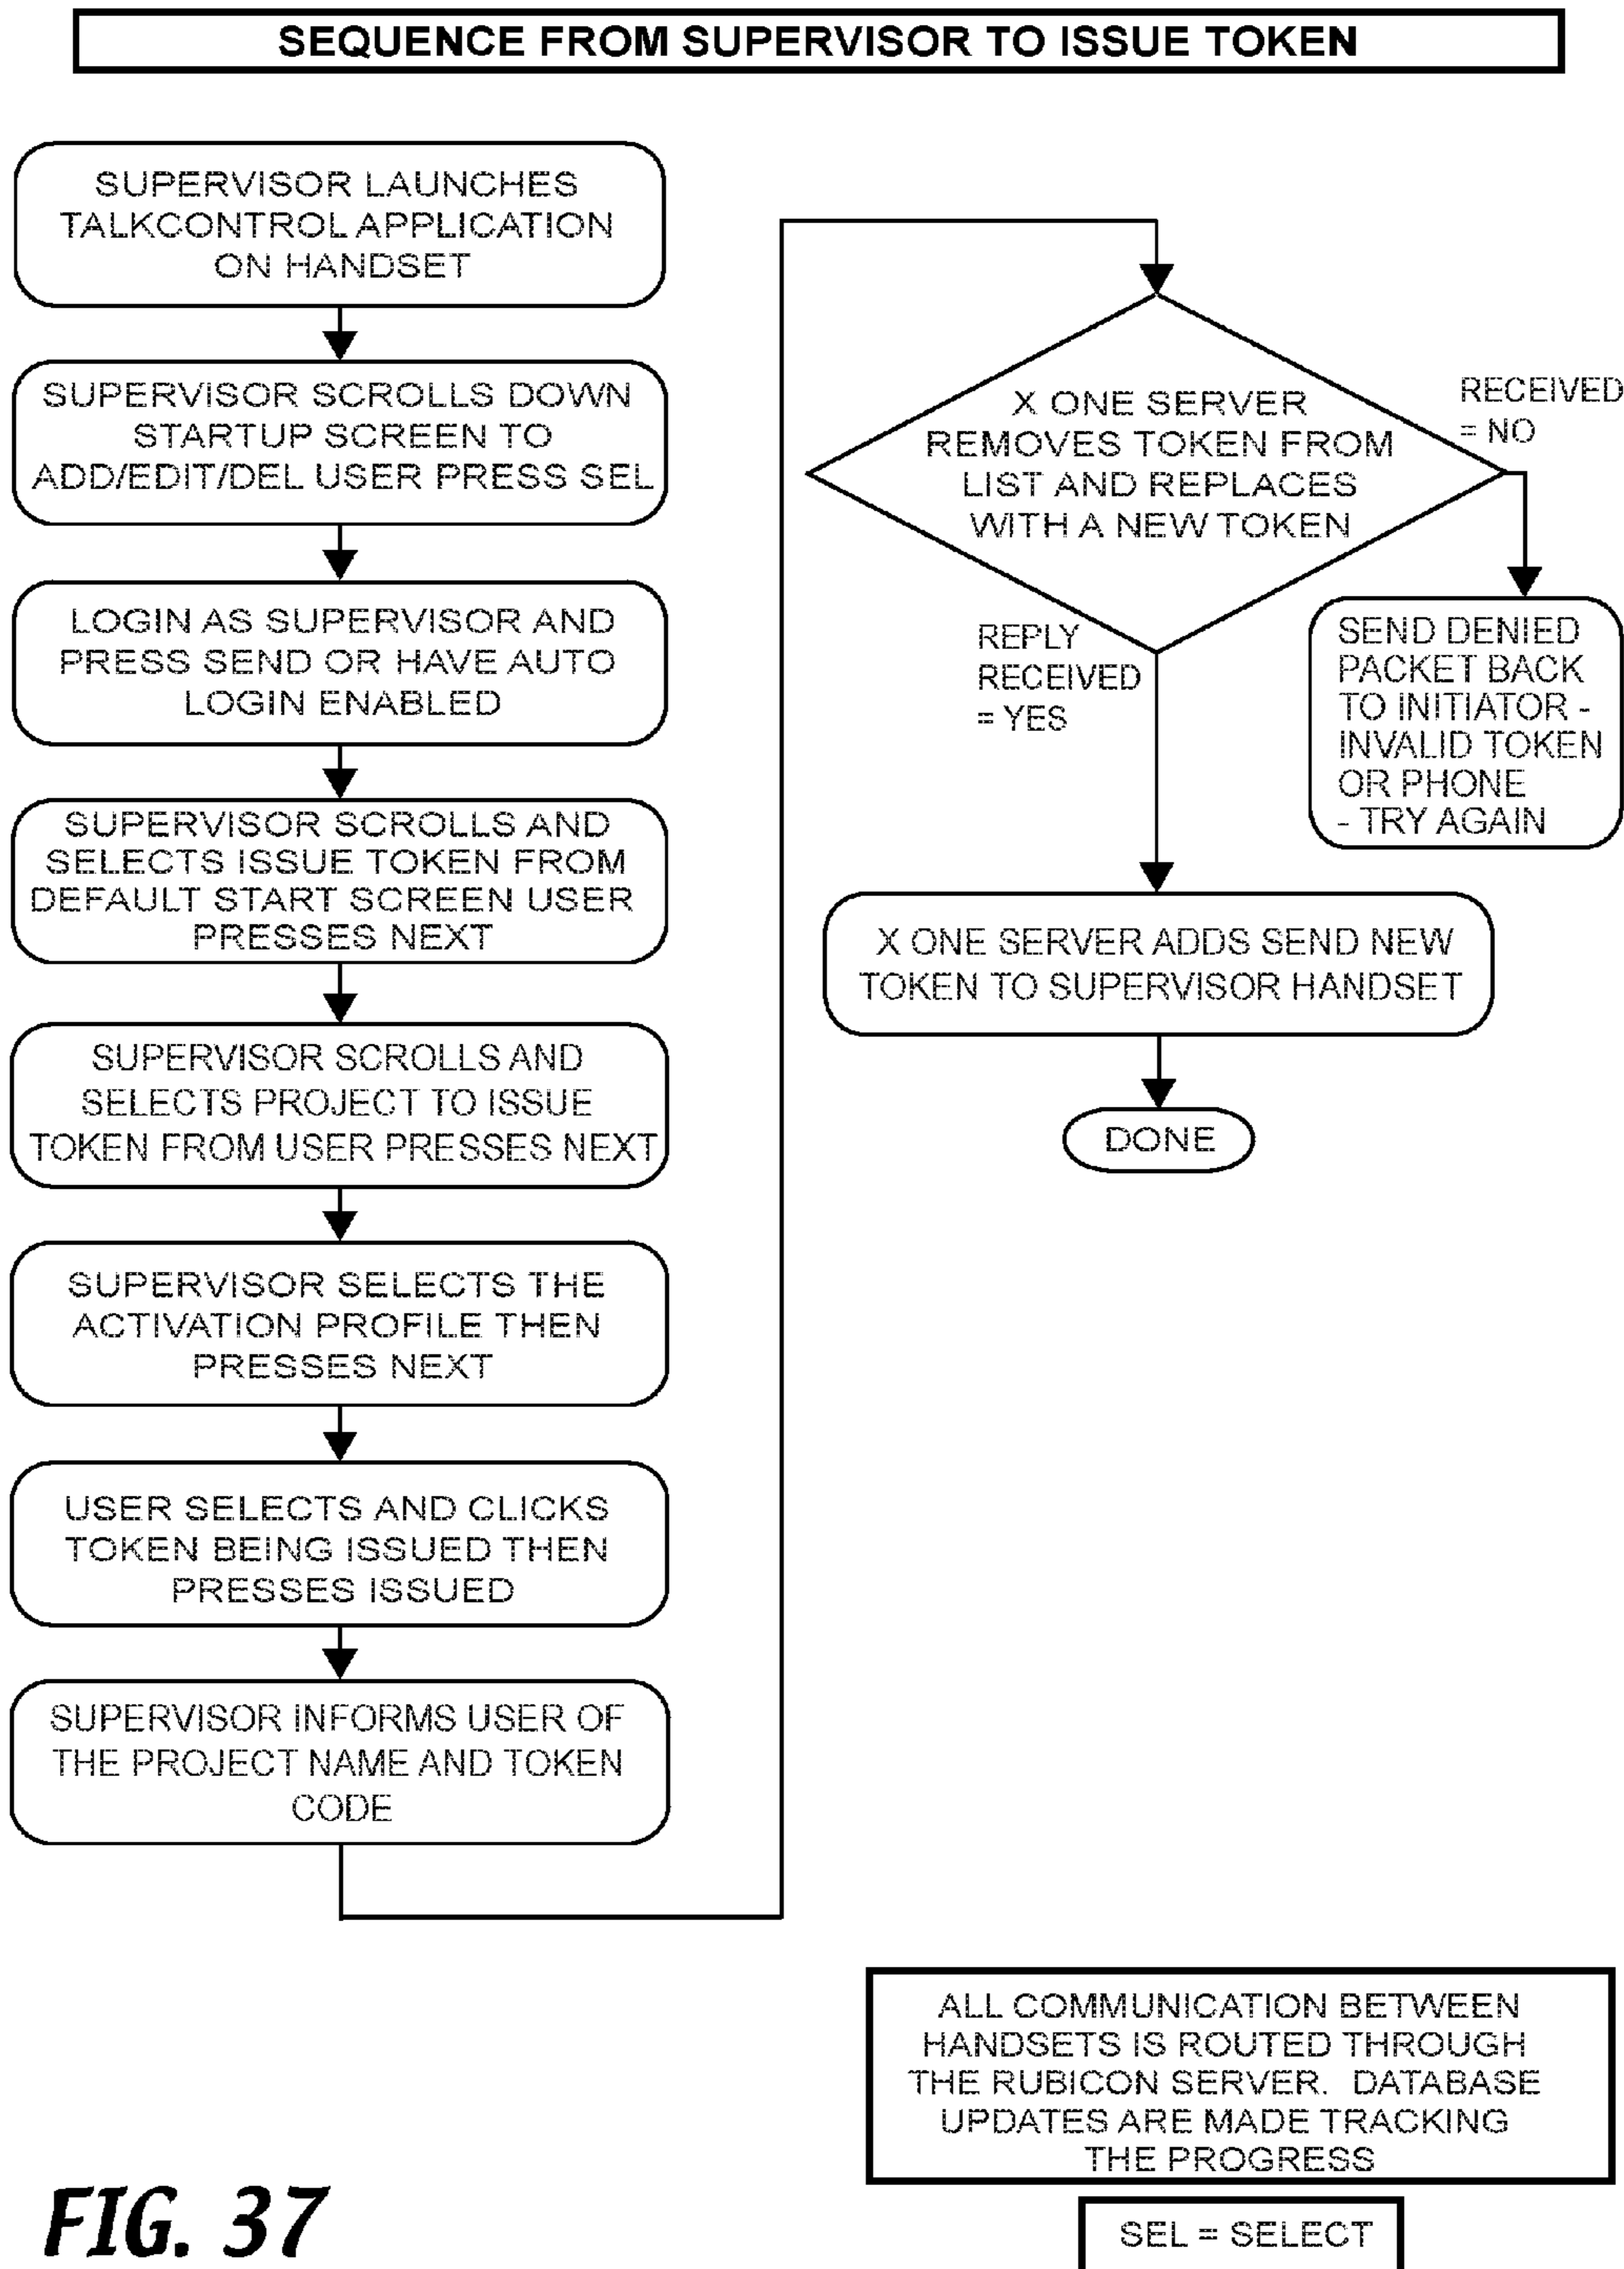 SEQUENCE FROM SUPERVISOR TO ISSUE TOKEN
SUPERVISOR LAUNCHES
TALKCONTROL APPLICATION
ON HANDSET
SUPERVISOR SCROLLS DOWN
STARTUP SCREEN TO
ADD/EDIT/DEL USER PRESS SEL
LOGIN AS SUPERVISOR AND
PRESS SEND OR HAVE AUTO
LOGIN ENABLED
SUPERVISOR SCROLLS AND
SELECTS ISSUE TOKEN FROM
DEFAULT START SCREEN USER
PRESSES NEXT
SUPERVISOR SCROLLS AND
SELECTS PROJECT TO ISSUE
TOKEN FROM USER PRESSES NEXT
SUPERVISOR SELECTS THE
ACTIVATION PROFILE THEN
PRESSES NEXT
USER SELECTS AND CLICKS
TOKEN BEING ISSUED THEN
PRESSES ISSUED
SUPERVISOR INFORMS USER OF
THE PROJECT NAME AND TOKEN
CODE
X ONE SERVER
REMOVES TOKEN FROM
LIST AND REPLACES
WITH A NEW TOKEN
RECEIVED
= NO
REPLY
RECEIVED
= YES
SEND DENIED
PACKET BACK
TO INITIATOR -
INVALID TOKEN
OR PHONE
- TRY AGAIN
X ONE SERVER ADDS SEND NEW
TOKEN TO SUPERVISOR HANDSET
DONE
ALL COMMUNICATION BETWEEN
HANDSETS IS ROUTED THROUGH
THE RUBICON SERVER. DATABASE
UPDATES ARE MADE TRACKING
THE PROGRESS
SEL = SELECT
FIG. 37